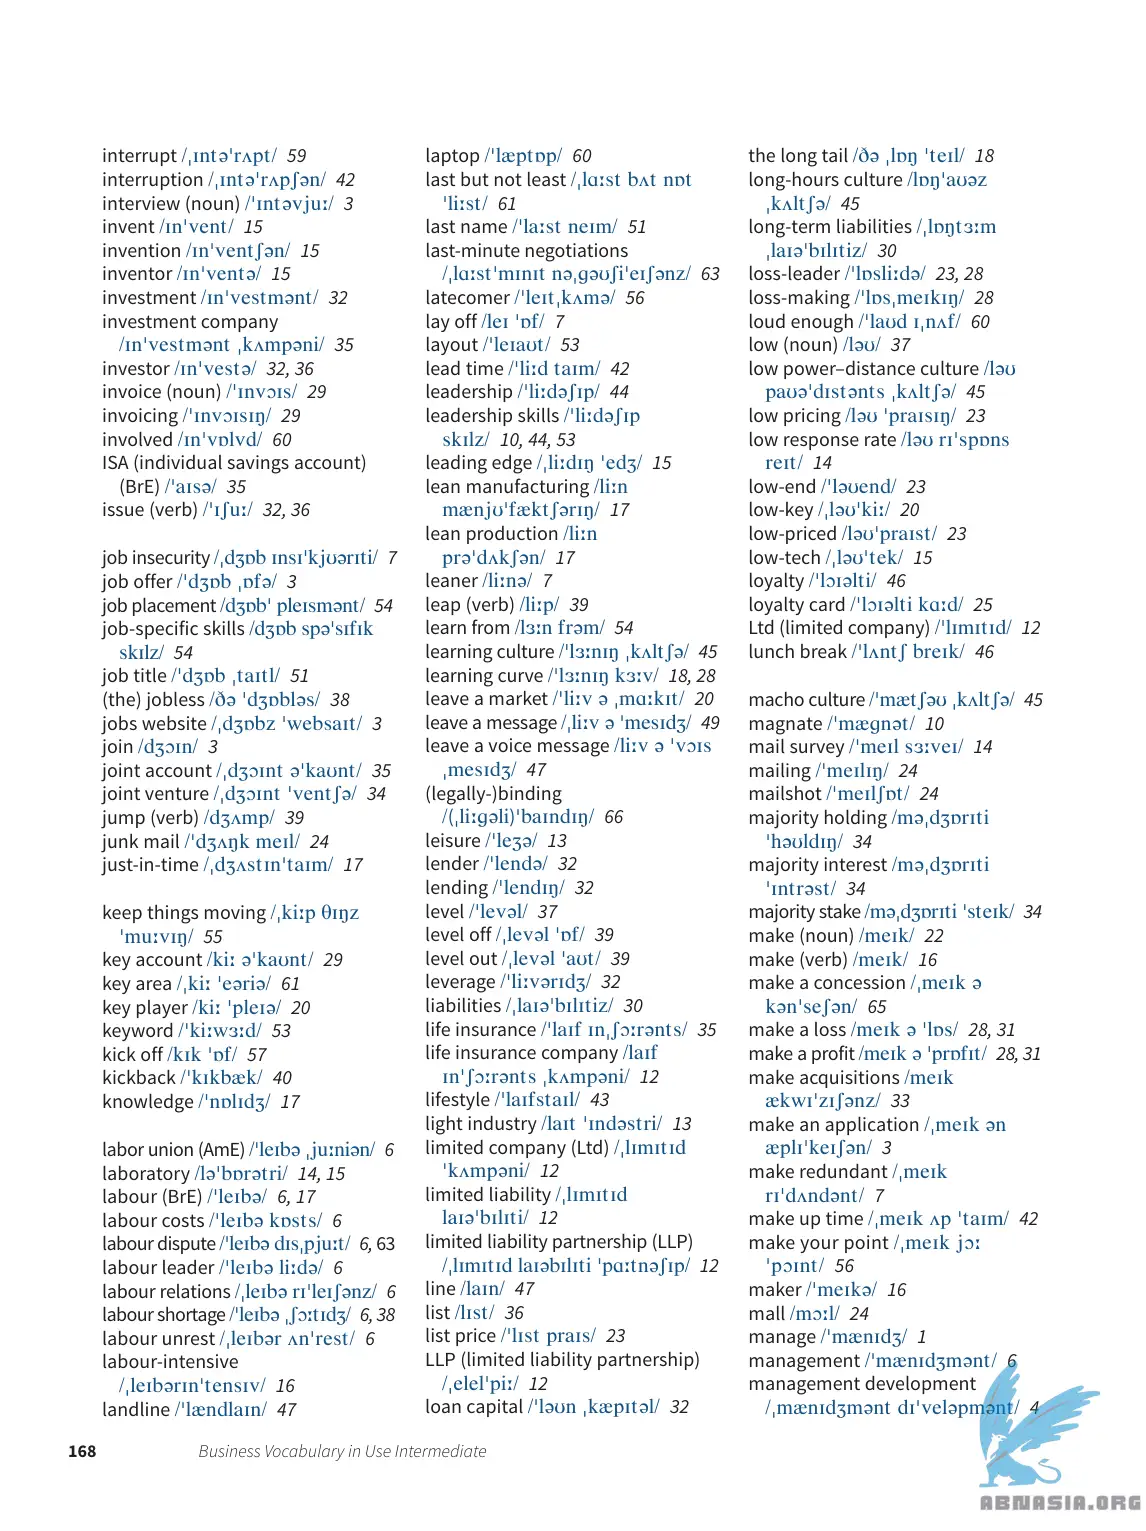 interrupt /ˌɪntəˈrʌpt/ 59
interruption /ˌɪntəˈrʌpʃən/ 42
interview (noun) /ˈɪntəvjuː/ 3
invent /ɪnˈvent/ 15
invention /ɪnˈventʃən/ 15
inventor /ɪnˈventə/ 15
investment /ɪnˈvestmənt/ 32
investment company
/ɪnˈvestmənt ˌkʌmpəni/ 35
investor /ɪnˈvestə/ 32, 36
invoice (noun) /ˈɪnvɔɪs/ 29
invoicing /ˈɪnvɔɪsɪŋ/ 29
involved /ɪnˈvɒlvd/ 60
ISA (individual savings account)
(BrE) /ˈaɪsə/ 35
issue (verb) /ˈɪʃuː/ 32, 36
job insecurity /ˌdʒɒb ɪnsɪˈkjʊərɪti/ 7
job offer /ˈdʒɒb ˌɒfə/ 3
job placement /dʒɒbˈ pleɪsmənt/ 54
job-specific skills /dʒɒb spəˈsɪfɪk
skɪlz/ 54
job title /ˈdʒɒb ˌtaɪtl/ 51
(the) jobless /ðə ˈdʒɒbləs/ 38
jobs website /ˌdʒɒbz ˈwebsaɪt/ 3
join /dʒɔɪn/ 3
joint account /ˌdʒɔɪnt əˈkaʊnt/ 35
joint venture /ˌdʒɔɪnt ˈventʃə/ 34
jump (verb) /dʒʌmp/ 39
junk mail /ˈdʒʌŋk meɪl/ 24
just-in-time /ˌdʒʌstɪnˈtaɪm/ 17
keep things moving /ˌkiːp θɪŋz
ˈmuːvɪŋ/ 55
key account /kiː əˈkaʊnt/ 29
key area /ˌkiː ˈeəriə/ 61
key player /kiː ˈpleɪə/ 20
keyword /ˈkiːwɜːd/ 53
kick off /kɪk ˈɒf/ 57
kickback /ˈkɪkbæk/ 40
knowledge /ˈnɒlɪdʒ/ 17
labor union (AmE) /ˈleɪbə ˌjuːniən/ 6
laboratory /ləˈbɒrətri/ 14, 15
labour (BrE) /ˈleɪbə/ 6, 17
labour costs /ˈleɪbə kɒsts/ 6
labour dispute /ˈleɪbə dɪsˌpjuːt/ 6, 63
labour leader /ˈleɪbə liːdə/ 6
labour relations /ˌleɪbə rɪˈleɪʃənz/ 6
labour shortage /ˈleɪbə ˌʃɔːtɪdʒ/ 6, 38
labour unrest /ˌleɪbər ʌnˈrest/ 6
labour-intensive
/ˌleɪbərɪnˈtensɪv/ 16
landline /ˈlændlaɪn/ 47
laptop /ˈlæptɒp/ 60
last but not least /ˌlɑːst bʌt nɒt
ˈliːst/ 61
last name /ˈlaːst neɪm/ 51
last-minute negotiations
/ˌlɑːstˈmɪnɪt nəˌɡəʊʃiˈeɪʃənz/ 63
latecomer /ˈleɪtˌkʌmə/ 56
lay off /leɪ ˈɒf/ 7
layout /ˈleɪaʊt/ 53
lead time /ˈliːd taɪm/ 42
leadership /ˈliːdəʃɪp/ 44
leadership skills /ˈliːdəʃɪp
skɪlz/ 10, 44, 53
leading edge /ˌliːdɪŋ ˈedʒ/ 15
lean manufacturing /liːn
mænjʊˈfæktʃərɪŋ/ 17
lean production /liːn
prəˈdʌkʃən/ 17
leaner /liːnə/ 7
leap (verb) /liːp/ 39
learn from /lɜːn frəm/ 54
learning culture /ˈlɜːnɪŋ ˌkʌltʃə/ 45
learning curve /ˈlɜːnɪŋ kɜːv/ 18, 28
leave a market /ˈliːv ə ˌmɑːkɪt/ 20
leave a message /ˌliːv ə ˈmesɪdʒ/ 49
leave a voice message /liːv ə ˈvɔɪs
ˌmesɪdʒ/ 47
(legally-)binding
/(ˌliːɡəli)ˈbaɪndɪŋ/ 66
leisure /ˈleʒə/ 13
lender /ˈlendə/ 32
lending /ˈlendɪŋ/ 32
level /ˈlevəl/ 37
level off /ˌlevəl ˈɒf/ 39
level out /ˌlevəl ˈaʊt/ 39
leverage /ˈliːvərɪdʒ/ 32
liabilities /ˌlaɪəˈbɪlɪtiz/ 30
life insurance /ˈlaɪf ɪnˌʃɔːrənts/ 35
life insurance company /laɪf
ɪnˈʃɔːrənts ˌkʌmpəni/ 12
lifestyle /ˈlaɪfstaɪl/ 43
light industry /laɪt ˈɪndəstri/ 13
limited company (Ltd) /ˌlɪmɪtɪd
ˈkʌmpəni/ 12
limited liability /ˌlɪmɪtɪd
laɪəˈbɪlɪti/ 12
limited liability partnership (LLP)
/ˌlɪmɪtɪd laɪəbɪlɪti ˈpɑːtnəʃɪp/ 12
line /laɪn/ 47
list /lɪst/ 36
list price /ˈlɪst praɪs/ 23
LLP (limited liability partnership)
/ˌelelˈpiː/ 12
loan capital /ˈləʊn ˌkæpɪtəl/ 32
the long tail /ðə ˌlɒŋ ˈteɪl/ 18
long-hours culture /lɒŋˈaʊəz
ˌkʌltʃə/ 45
long-term liabilities /ˌlɒŋtɜːm
ˌlaɪəˈbɪlɪtiz/ 30
loss-leader /ˈlɒsliːdə/ 23, 28
loss-making /ˈlɒsˌmeɪkɪŋ/ 28
loud enough /ˈlaʊd ɪˌnʌf/ 60
low (noun) /ləʊ/ 37
low power–distance culture /ləʊ
paʊəˈdɪstənts ˌkʌltʃə/ 45
low pricing /ləʊ ˈpraɪsɪŋ/ 23
low response rate /ləʊ rɪˈspɒns
reɪt/ 14
low-end /ˈləʊend/ 23
low-key /ˌləʊˈkiː/ 20
low-priced /ləʊˈpraɪst/ 23
low-tech /ˌləʊˈtek/ 15
loyalty /ˈlɔɪəlti/ 46
loyalty card /ˈlɔɪəlti kɑːd/ 25
Ltd (limited company) /ˈlɪmɪtɪd/ 12
lunch break /ˈlʌntʃ breɪk/ 46
macho culture /ˈmætʃəʊ ˌkʌltʃə/ 45
magnate /ˈmæɡnət/ 10
mail survey /ˈmeɪl sɜːveɪ/ 14
mailing /ˈmeɪlɪŋ/ 24
mailshot /ˈmeɪlʃɒt/ 24
majority holding /məˌdʒɒrɪti
ˈhəʊldɪŋ/ 34
majority interest /məˌdʒɒrɪti
ˈɪntrəst/ 34
majority stake /məˌdʒɒrɪti ˈsteɪk/ 34
make (noun) /meɪk/ 22
make (verb) /meɪk/ 16
make a concession /ˌmeɪk ə
kənˈseʃən/ 65
make a loss /meɪk ə ˈlɒs/ 28, 31
make a profit /meɪk ə ˈprɒfɪt/ 28, 31
make acquisitions /meɪk
ækwɪˈzɪʃənz/ 33
make an application /ˌmeɪk ən
æplɪˈkeɪʃən/ 3
make redundant /ˌmeɪk
rɪˈdʌndənt/ 7
make up time /ˌmeɪk ʌp ˈtaɪm/ 42
make your point /ˌmeɪk jɔː
ˈpɔɪnt/ 56
maker /ˈmeɪkə/ 16
mall /mɔːl/ 24
manage /ˈmænɪdʒ/ 1
management /ˈmænɪdʒmənt/ 6
management development
/ˌmænɪdʒmənt dɪˈveləpmənt/ 4
168 Business Vocabulary in Use Intermediate
ABNASIA.ORG